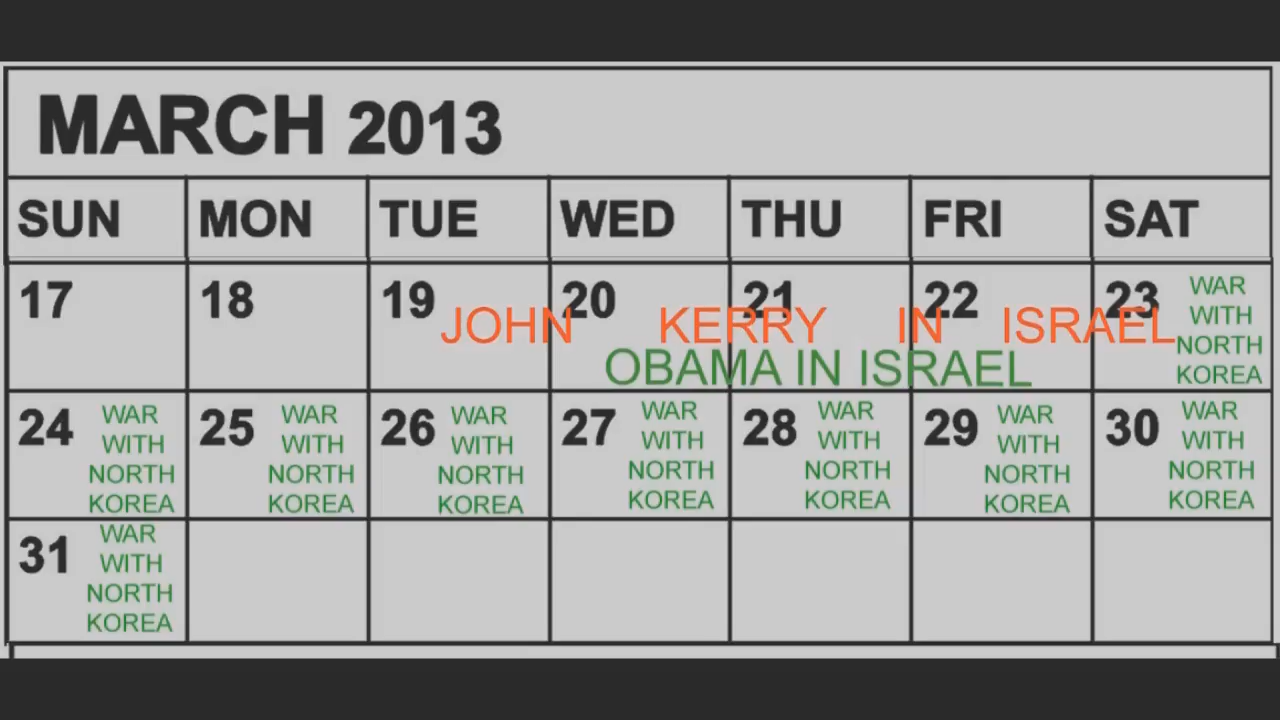 MARCH 2013
SUN MON TUE WED THU FRI SAT
17 18 19 20 21 22 23
JOHN KERRY IN ISRAEL
OBAMA IN ISRAEL
WAR
WITH
NORTH
KOREA
24 WAR
WITH
NORTH
KOREA
25 WAR
WITH
NORTH
KOREA
26 WAR
WITH
NORTH
KOREA
27 WAR
WITH
NORTH
KOREA
28 WAR
WITH
NORTH
KOREA
29 WAR
WITH
NORTH
KOREA
30 WAR
WITH
NORTH
KOREA
31 WAR
WITH
NORTH
KOREA